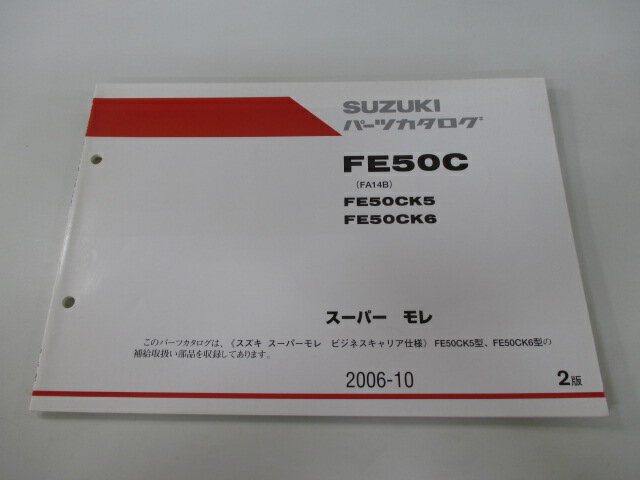 SUZUKI
パーツカタログ
FE50C
(FA14B)
FE50CK5
FE50CK6
スーパー モレ
このパーツカタログは、(スズキ スーパーモレ ビジネスキャリア仕様) FE50CK5型、FE50CK6型の
補給取扱い部品を収録してあります。
2006-10
2版